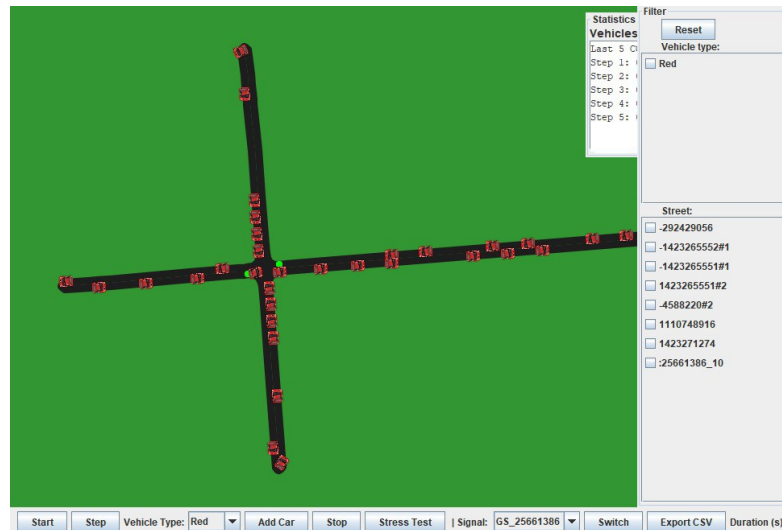 Statistics
Vehicles
Last 5 C
Step 1:
Step 2:
Step 3:
Step 4:
Step 5:
Filter
Reset
Vehicle type:
Red
Street:
-292429056
-1423265552#1
-1423265551#1
1423265551#2
-4588220#2
1110748916
1423271274
:25661386_10
Start Step Vehicle Type: Red Add Car Stop Stress Test | Signal: GS_25661386 Switch Export CSV Duration (s)